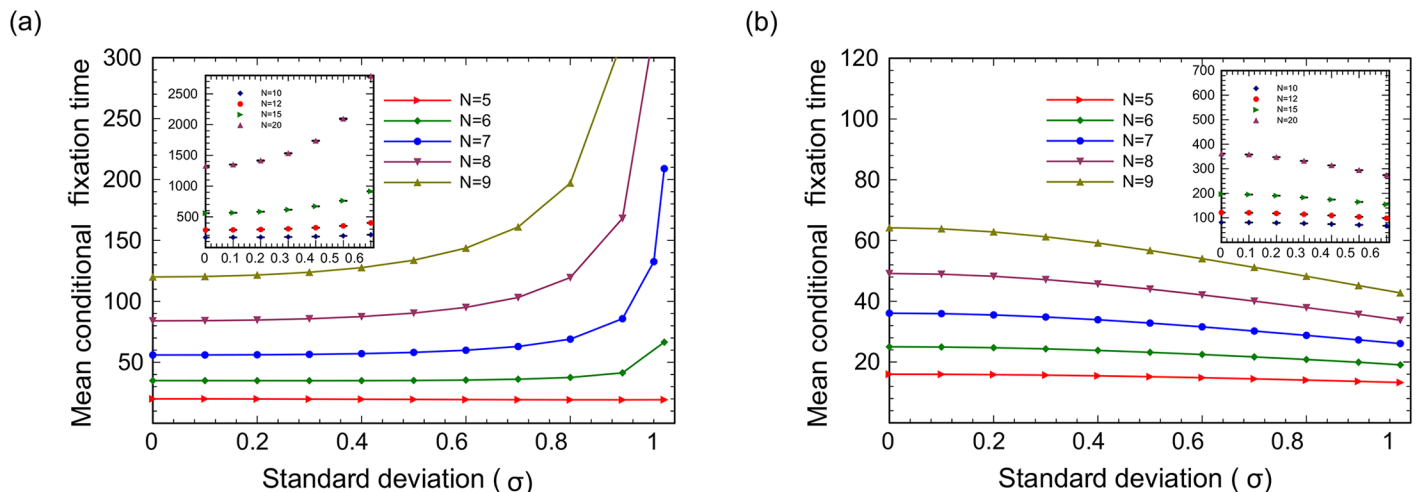 (a)
Mean conditional fixation time
300
250
200
150
100
50
0
0.2
0.4
0.6
0.8
1
Standard deviation ( σ )
N=5
N=6
N=7
N=8
N=9
2500
2000
1500
1000
500
0
0.1
0.2
0.3
0.4
0.5
0.6
N=10
N=12
N=15
N=20
(b)
Mean conditional fixation time
120
100
80
60
40
20
0
0.2
0.4
0.6
0.8
1
Standard deviation ( σ )
N=5
N=6
N=7
N=8
N=9
700
600
500
400
300
200
100
0
0.1
0.2
0.3
0.4
0.5
0.6
N=10
N=12
N=15
N=20